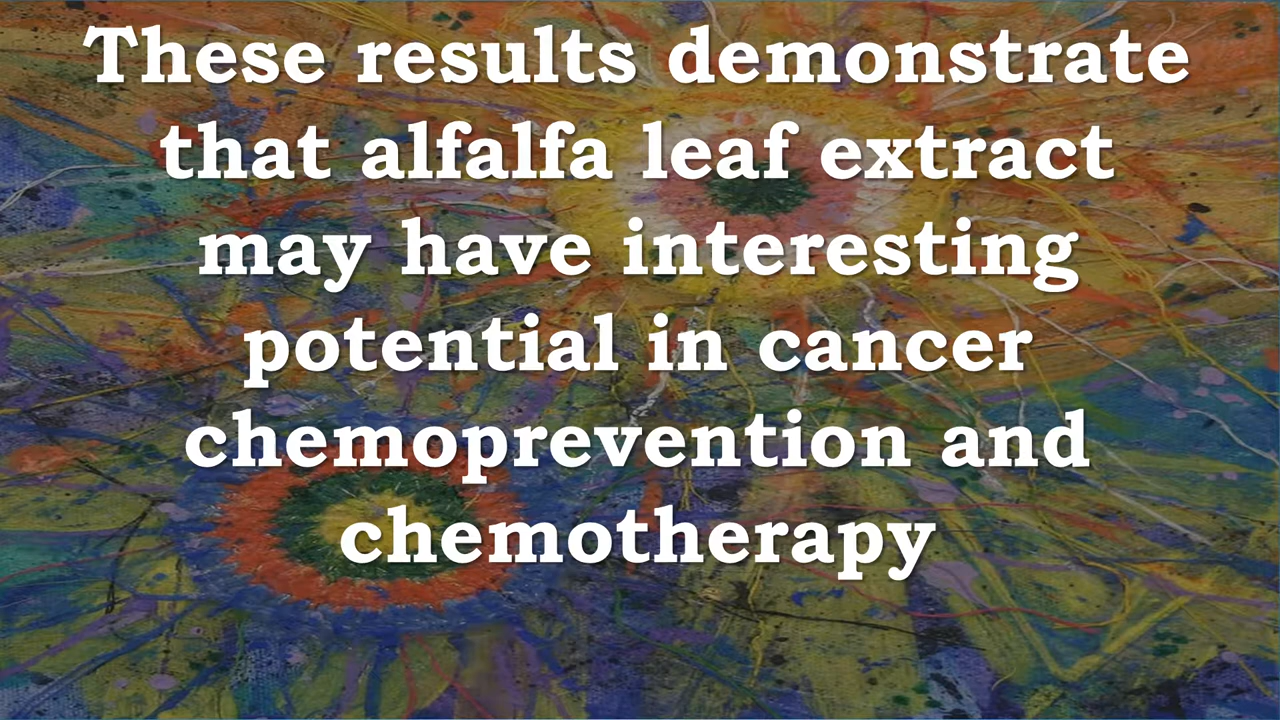 These results demonstrate
that alfalfa leaf extract
may have interesting
potential in cancer
chemoprevention and
chemotherapy